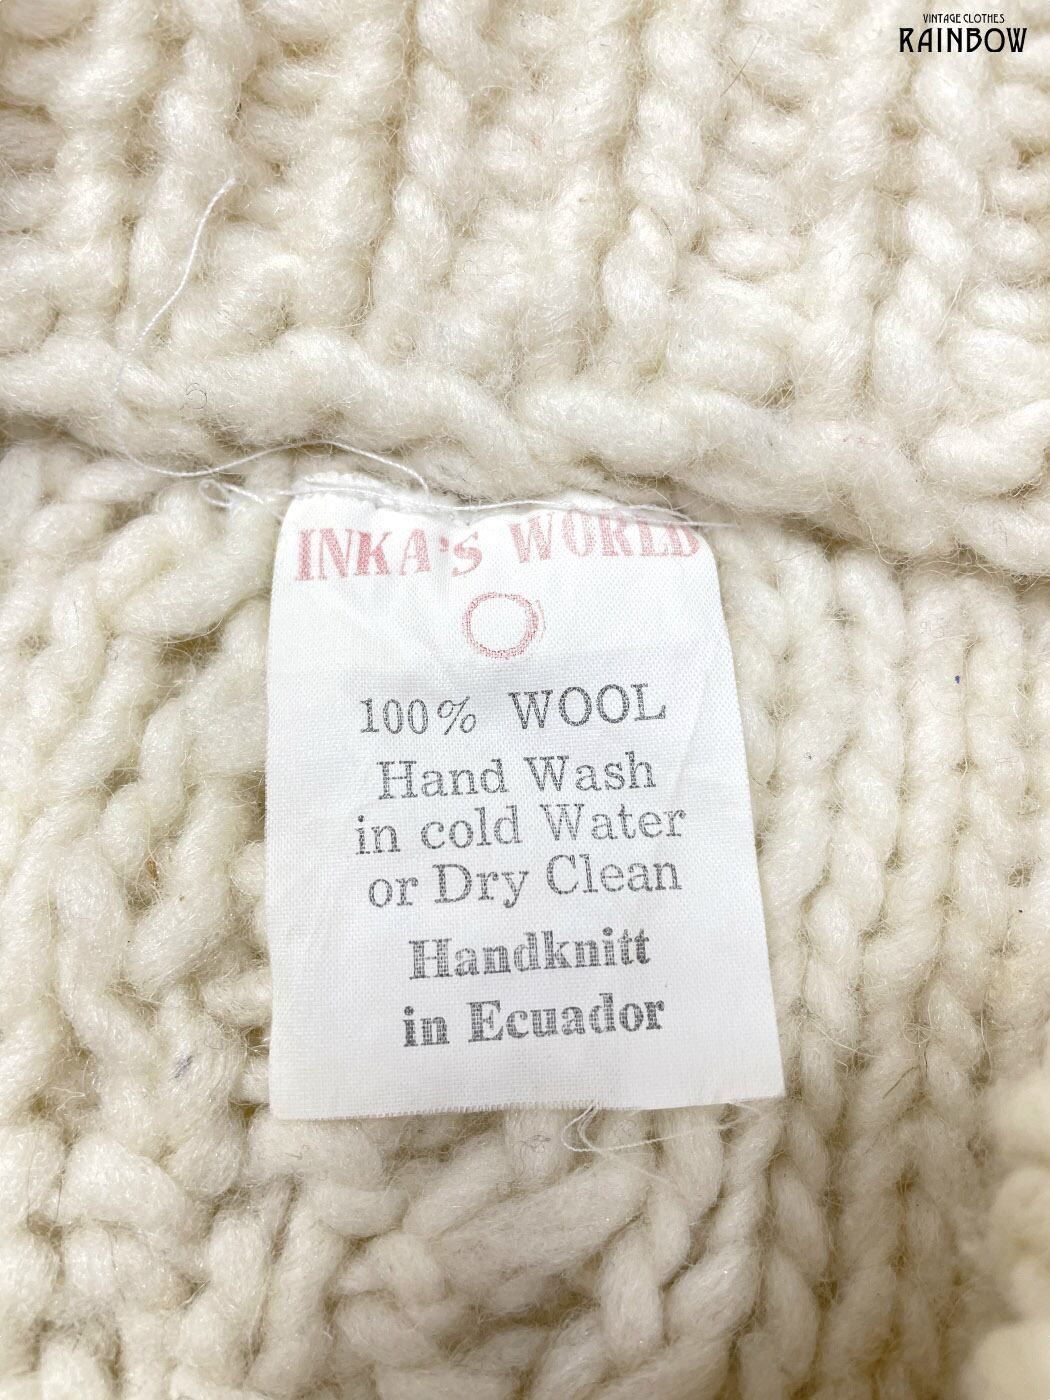 VINTAGE CLOTHES
RAINBOW
INKA'S WORLD
100% WOOL
Hand Wash
in cold Water
or Dry Clean
Handknitt
in Ecuador